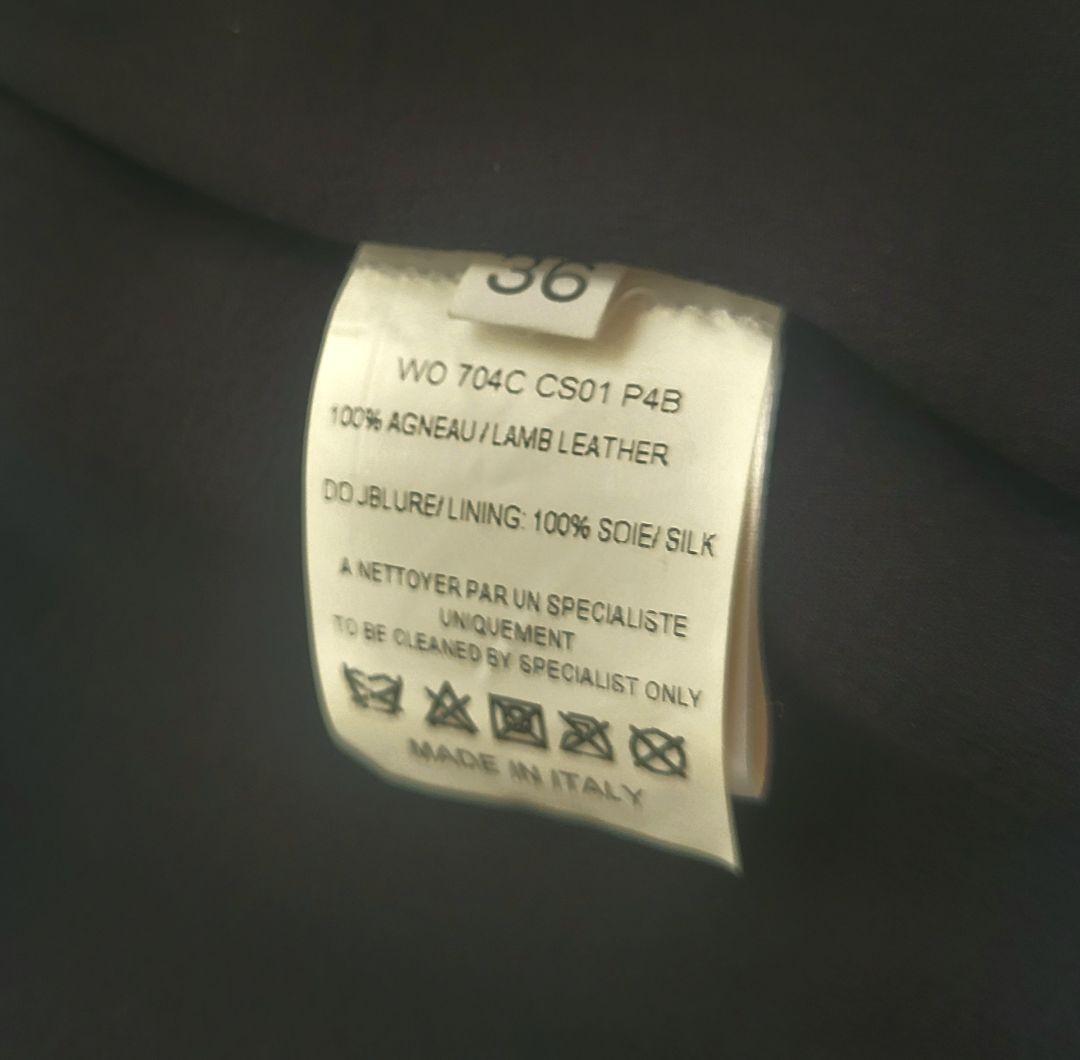 36
WO 704C CS01 P4B
100% AGNEAU / LAMB LEATHER
DOUBLURE/ LINING: 100% SOIE/ SILK
A NETTOYER PAR UN SPECIALISTE
UNIQUEMENT
TO BE CLEANED BY SPECIALIST ONLY
MADE IN ITALY